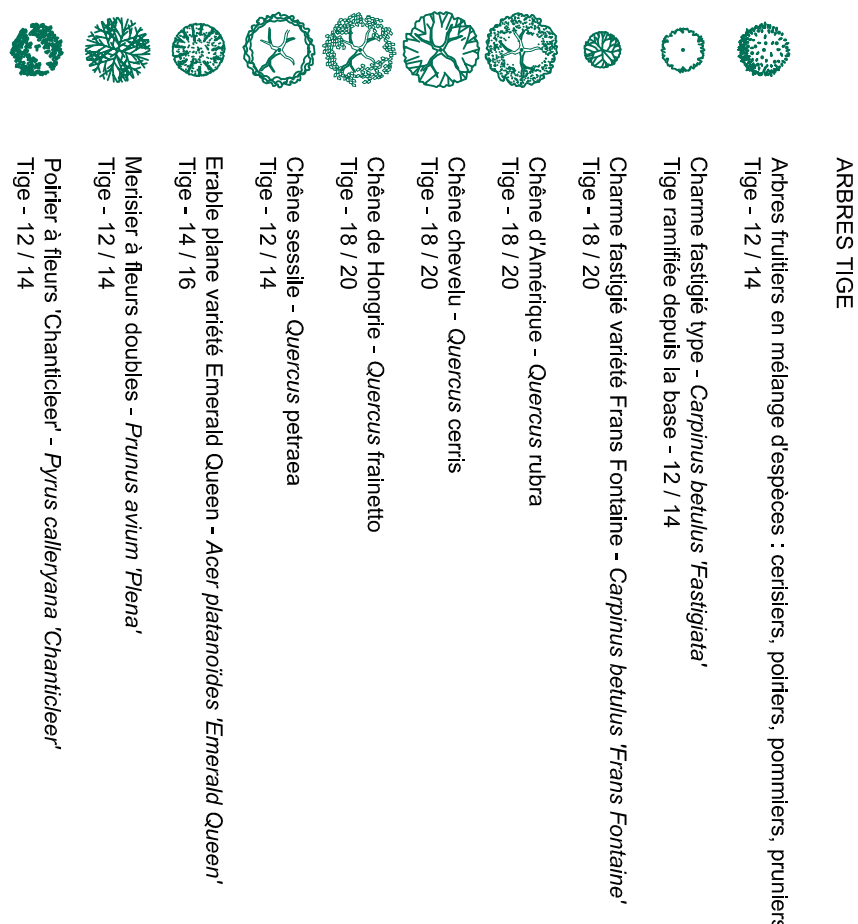 ARBRES TIGE
Arbres fruitiers en mélange d'espèces : cerisiers, poiriers, pommiers, pruniers
Tige - 12 / 14
Charme fastigié type - Carpinus betulus 'Fastigiata'
Tige ramifiée depuis la base - 12 / 14
Charme fastigié variété Frans Fontaine - Carpinus betulus 'Frans Fontaine'
Tige - 18 / 20
Chêne d'Amérique - Quercus rubra
Tige - 18 / 20
Chêne chevelu - Quercus cerris
Tige - 18 / 20
Chêne de Hongrie - Quercus frainetto
Tige - 18 / 20
Chêne sessile - Quercus petraea
Tige - 12 / 14
Erable plane variété Emerald Queen - Acer platanoïdes 'Emerald Queen'
Tige - 14 / 16
Merisier à fleurs doubles - Prunus avium 'Plena'
Tige - 12 / 14
Poirier à fleurs 'Chanticleer' - Pyrus calleryana 'Chanticleer'
Tige - 12 / 14